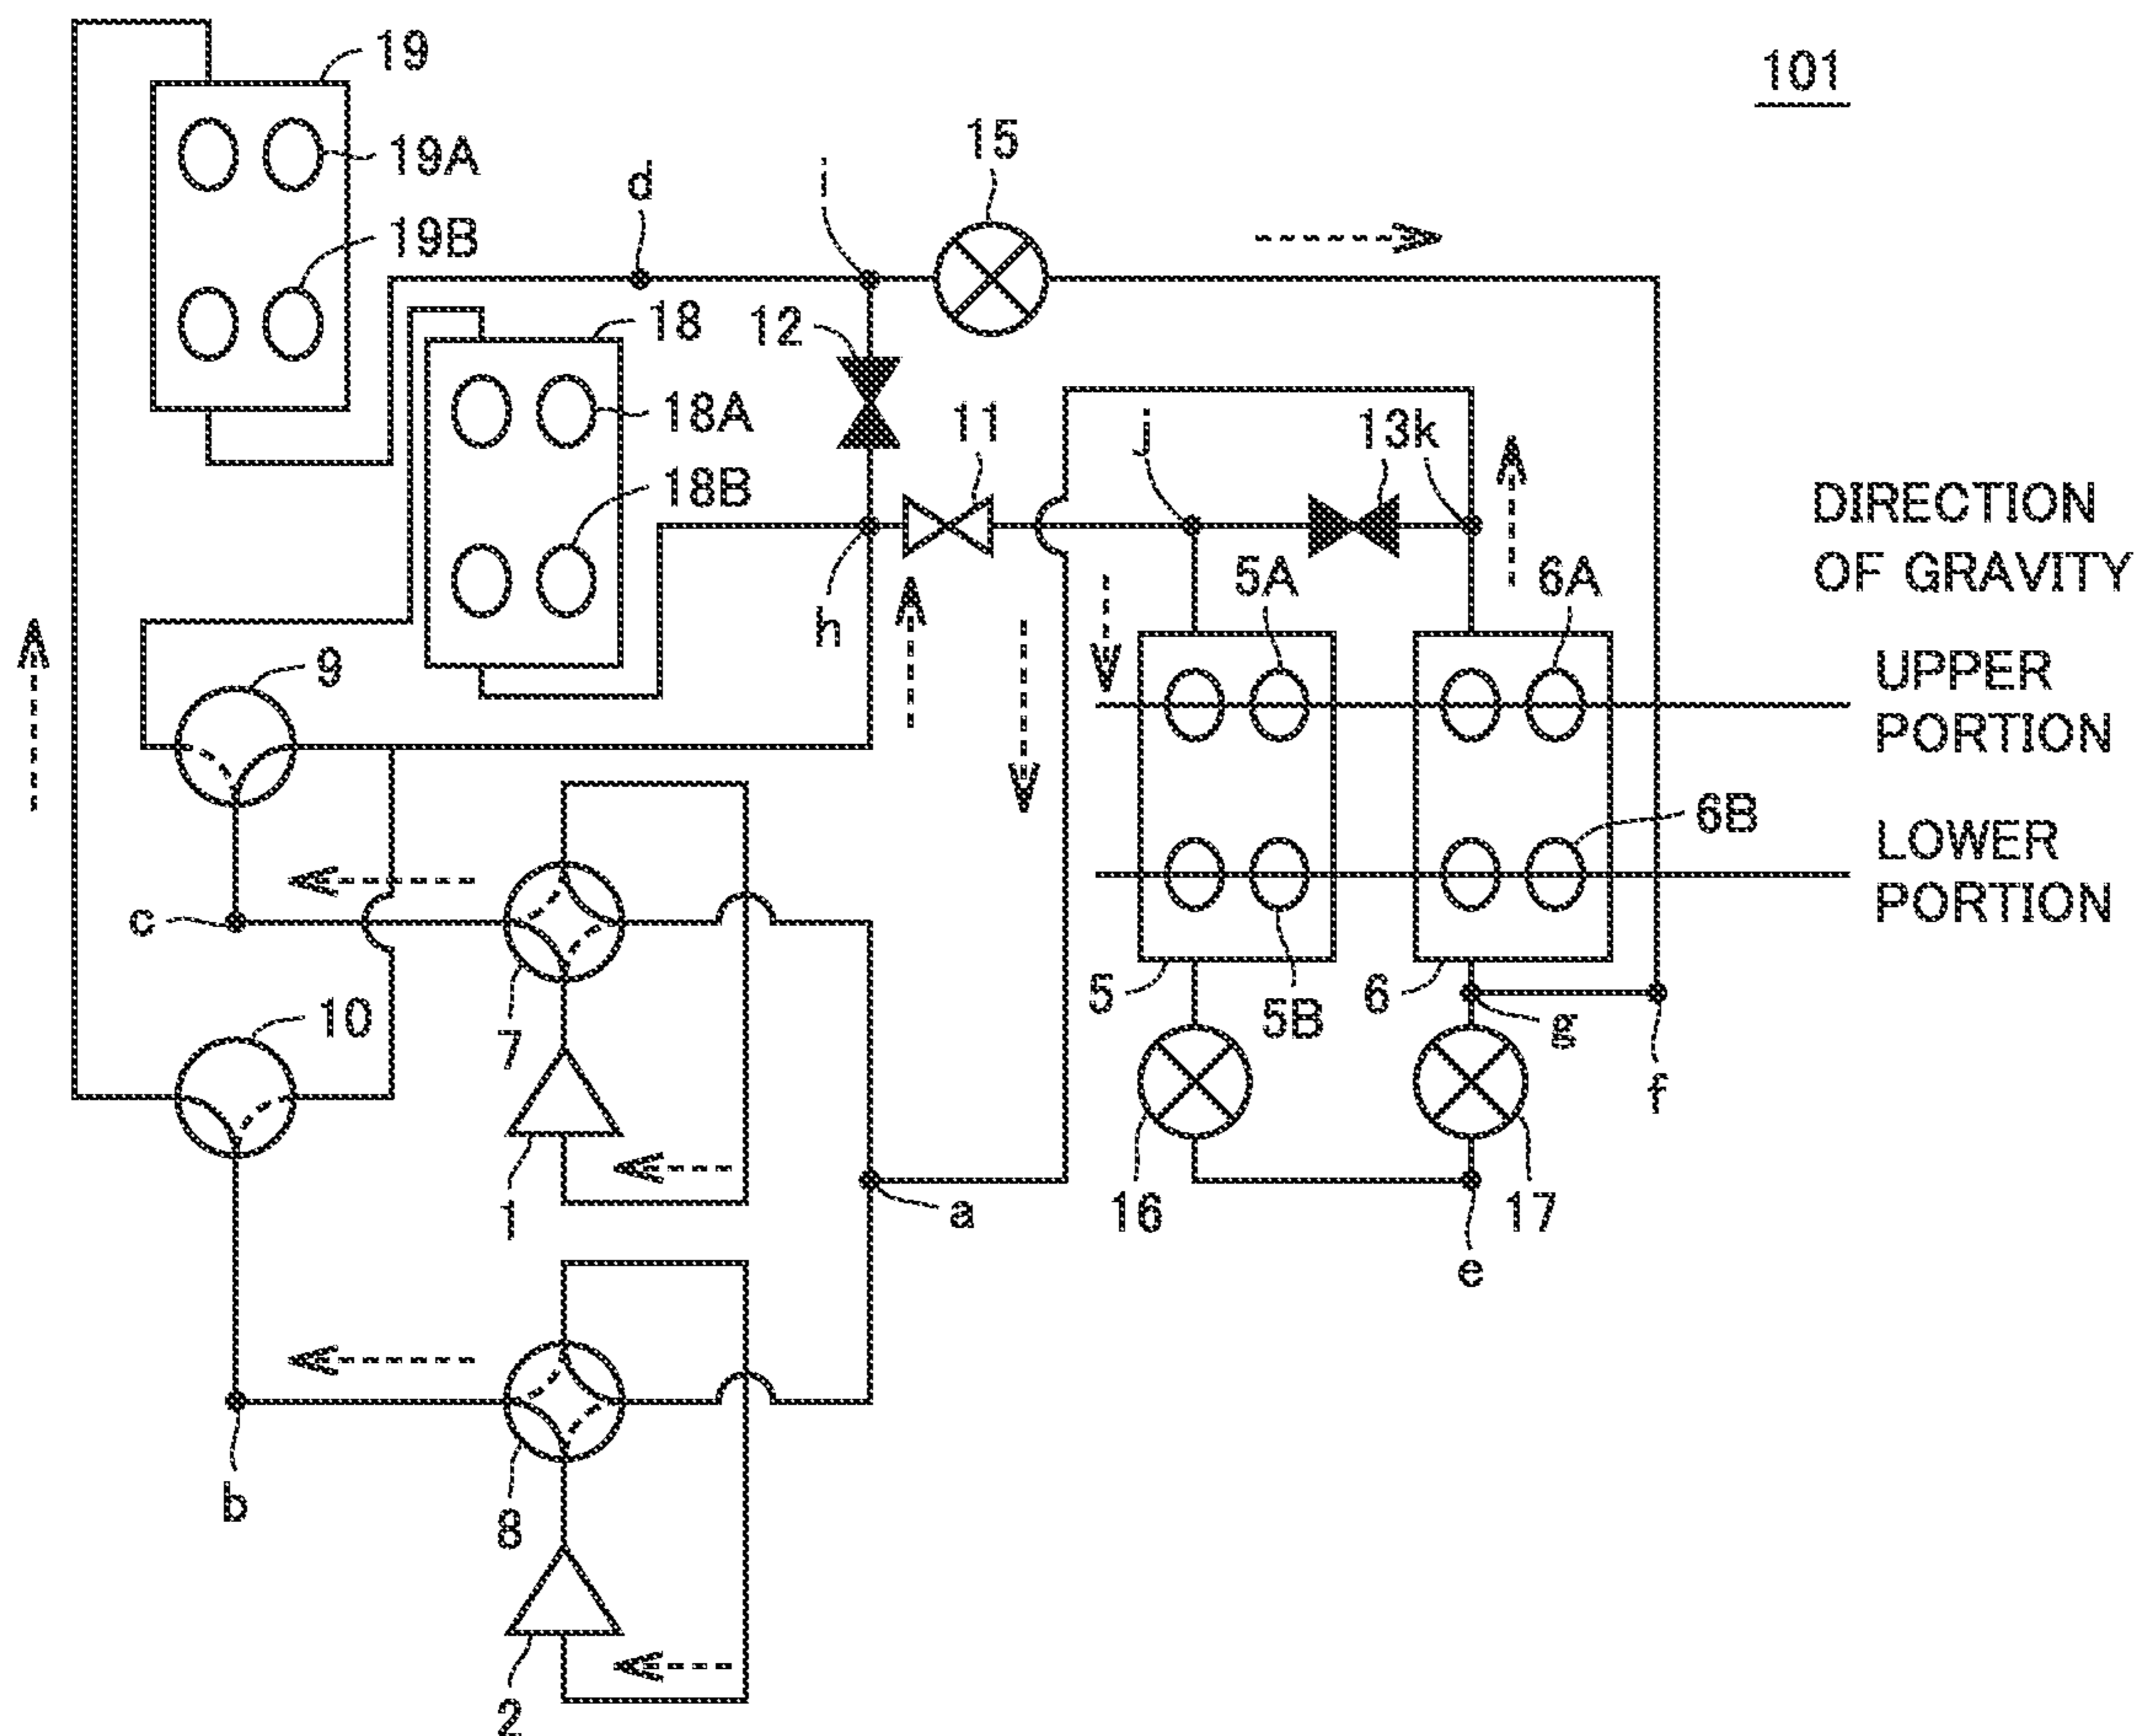 101
19
15
19A
d
i
19B
18
12
18A
11
j
13k
18B
DIRECTION
OF GRAVITY
5A
6A
h
9
UPPER
PORTION
6B
LOWER
PORTION
c
5
6
10
5B
g
7
f
1
a
16
17
e
b
8
2